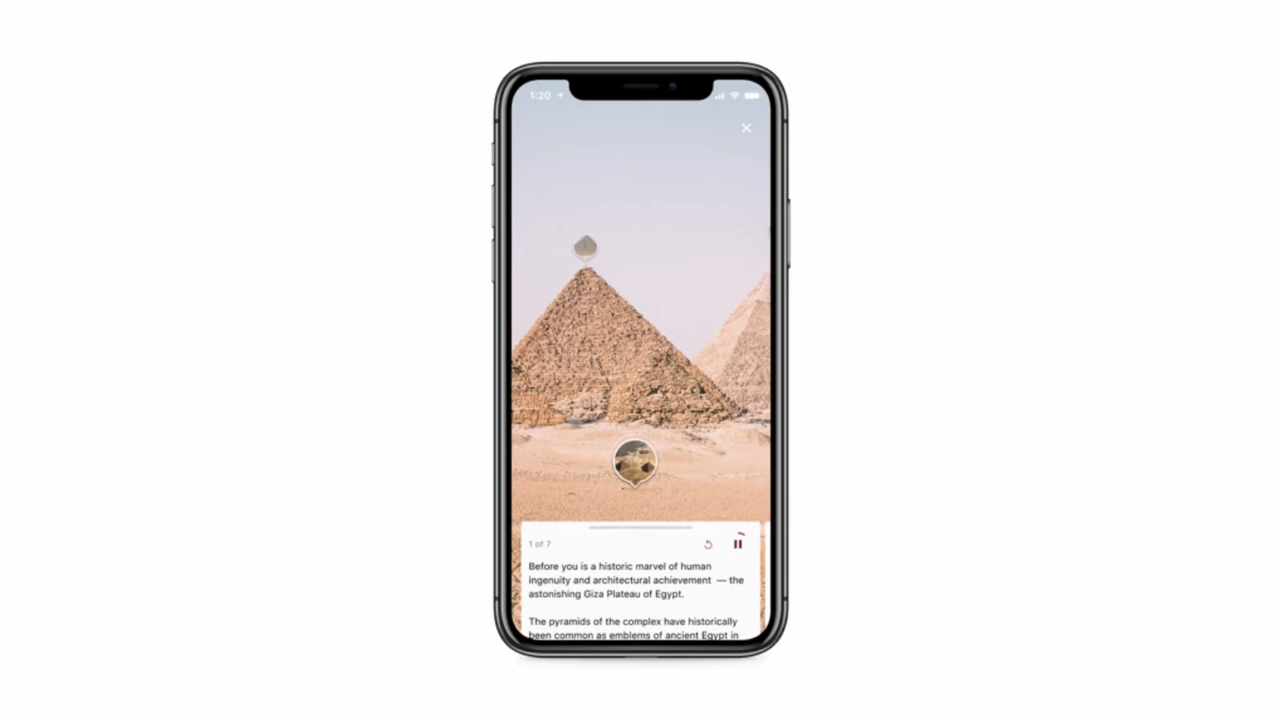 1:20
1 of 7
Before you is a historic marvel of human
ingenuity and architectural achievement — the
astonishing Giza Plateau of Egypt.
The pyramids of the complex have historically
been common as emblems of ancient Egypt in